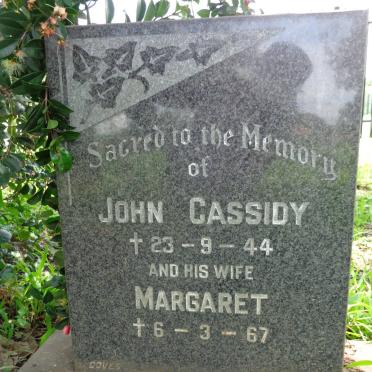 Sacred to the Memory
of
JOHN CASSIDY
† 23 - 9 - 44
AND HIS WIFE
MARGARET
† 6 - 3 - 67